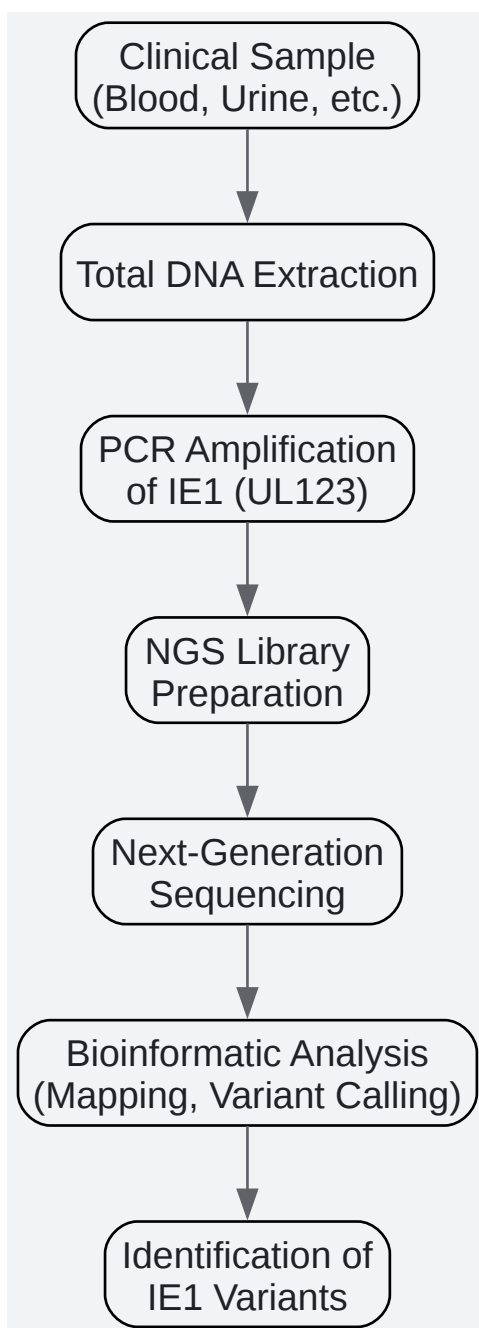 Clinical Sample
(Blood, Urine, etc.)
Total DNA Extraction
PCR Amplification
of IE1 (UL123)
NGS Library
Preparation
Next-Generation
Sequencing
Bioinformatic Analysis
(Mapping, Variant Calling)
Identification of
IE1 Variants